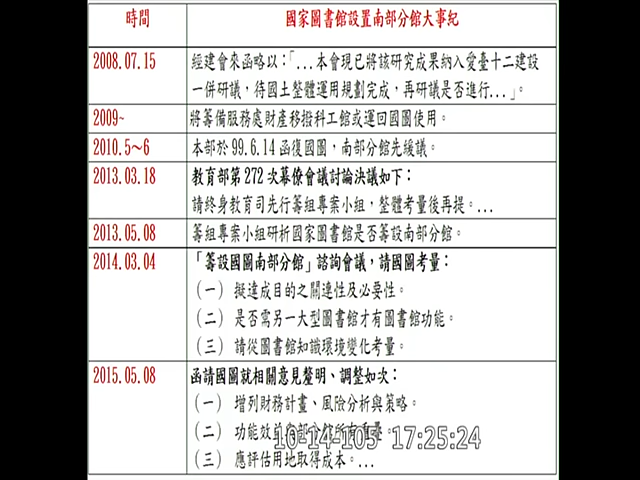 時間 國家圖書館設置南部分館大事紀
2008.07.15 經建會來函略以：「...本會現已將該研究成果納入愛臺十二建設
一併研議，待國土整體運用規劃完成，再研議是否進行...」。
2009~ 將籌備服務處財產移撥科工館或運回國圖使用。
2010.5～6 本部於99.6.14函復國圖，南部分館先緩議。
2013.03.18 教育部第272次幕僚會議討論決議如下：
請終身教育司先行籌組專案小組，整體考量後再提。...
2013.05.08 籌組專案小組研析國家圖書館是否籌設南部分館。
2014.03.04 「籌設國圖南部分館」諮詢會議，請國圖考量：
（一） 擬達成目的之關連性及必要性。
（二） 是否需另一大型圖書館才有圖書館功能。
（三） 請從圖書館知識環境變化考量。
2015.05.08 函請國圖就相關意見釐明、調整如次：
（一） 增列財務計畫、風險分析與策略。
（二） 功能效 部分館所有
10-14-105 17:25:24
（三） 應評估用地取得成本。...